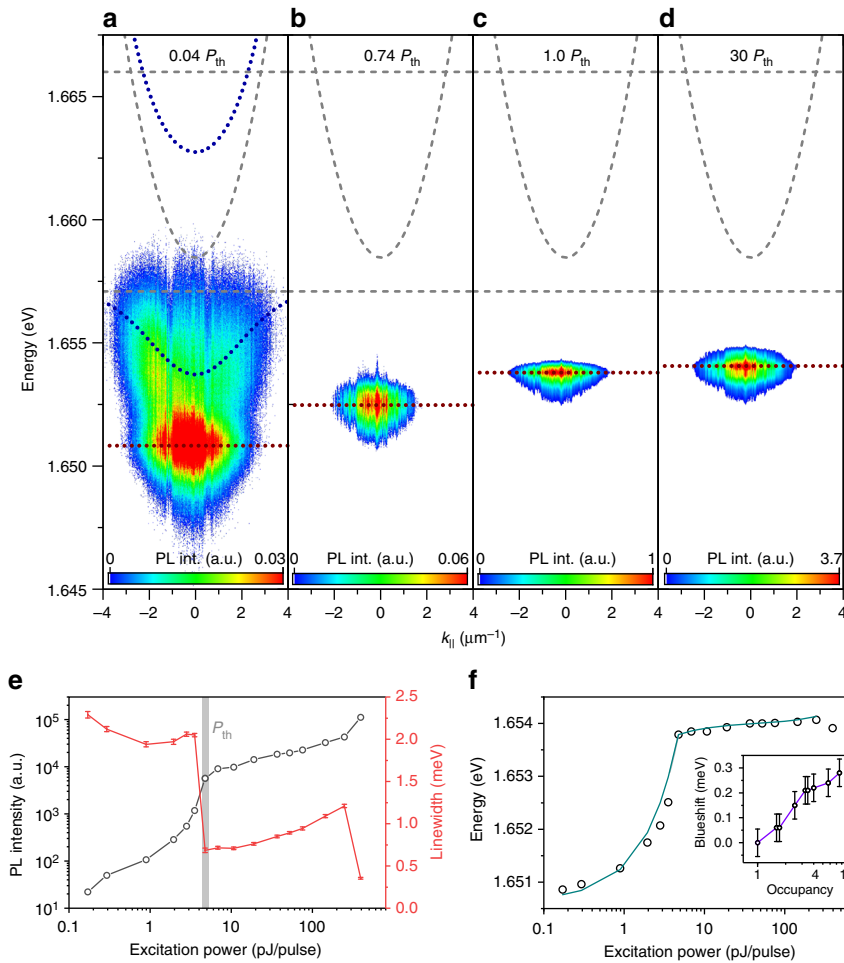 a b c d
0.04 Pth 0.74 Pth 1.0 Pth 30 Pth
1.665
1.660
1.655
1.650
1.645
Energy (eV)
0 PL int. (a.u.) 0.03
0 PL int. (a.u.) 0.06
0 PL int. (a.u.) 1
0 PL int. (a.u.) 3.7
−4 −2 0 2 4 −2 0 2 4 −2 0 2 4 −2 0 2 4
k|| (μm−1)
e
10^5
10^4
10^3
10^2
10^1
PL intensity (a.u.)
Pth
2.5
2.0
1.5
1.0
0.5
0.0
Linewidth (meV)
0.1 1 10 100
Excitation power (pJ/pulse)
f
1.654
1.653
1.652
1.651
Energy (eV)
0.3
0.2
0.1
0.0
Blueshift (meV)
1 4 1
Occupancy
0.1 1 10 100
Excitation power (pJ/pulse)